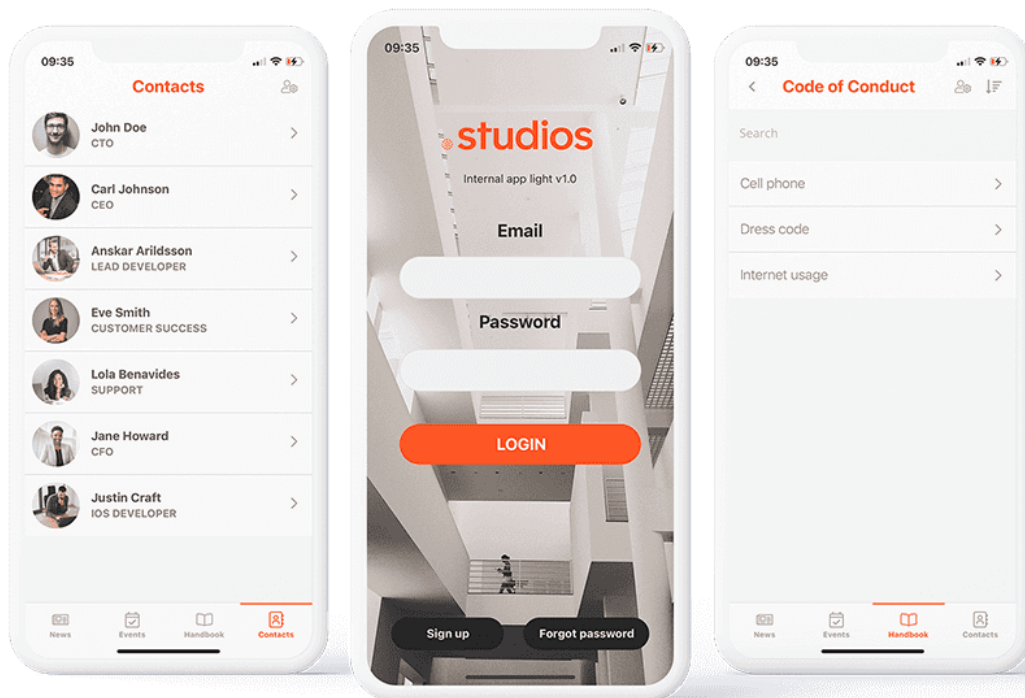 09:35
Contacts
John Doe
CTO
Carl Johnson
CEO
Anskar Arildsson
LEAD DEVELOPER
Eve Smith
CUSTOMER SUCCESS
Lola Benavides
SUPPORT
Jane Howard
CFO
Justin Craft
IOS DEVELOPER
News Events Handbook Contacts
09:35
studios
Internal app light v1.0
Email
Password
LOGIN
Sign up Forgot password
09:35
Code of Conduct
Search
Cell phone
Dress code
Internet usage
News Events Handbook Contacts